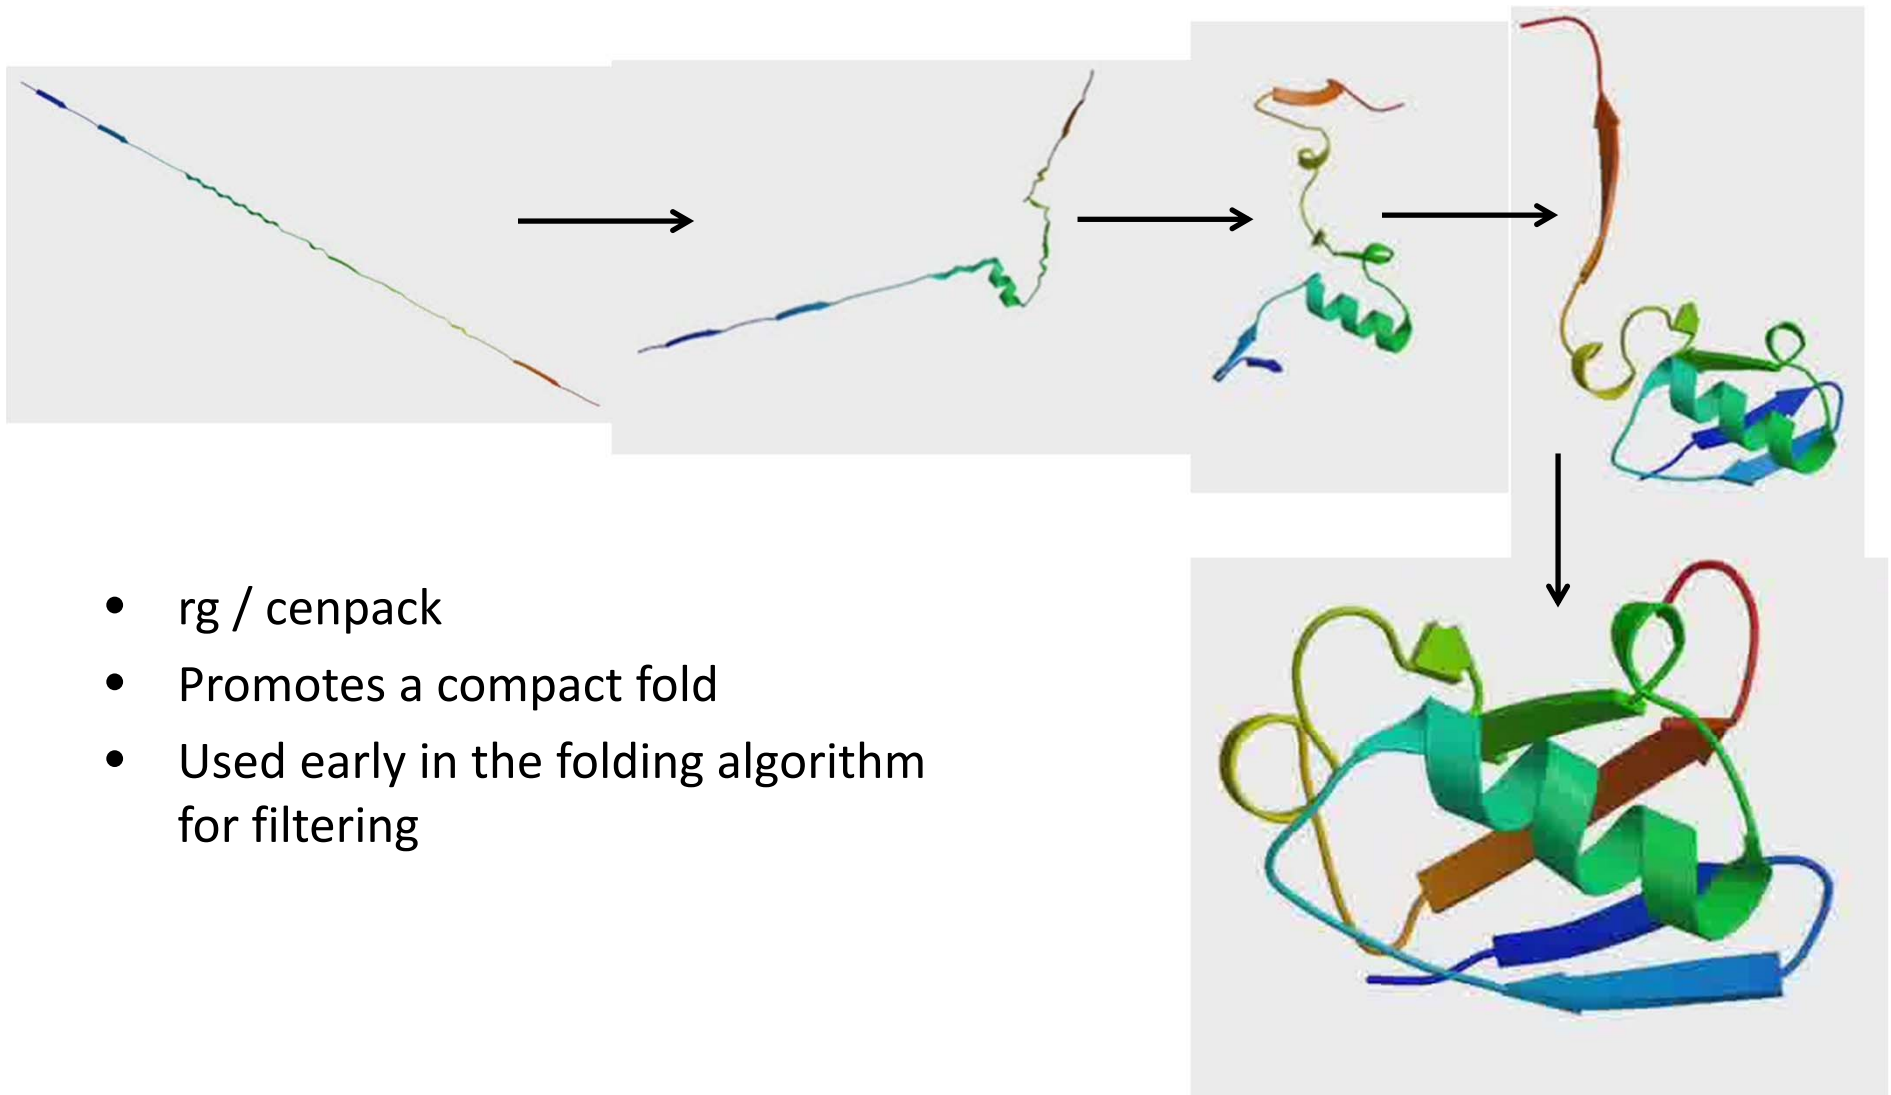 • rg / cenpack
• Promotes a compact fold
• Used early in the folding algorithm
for filtering